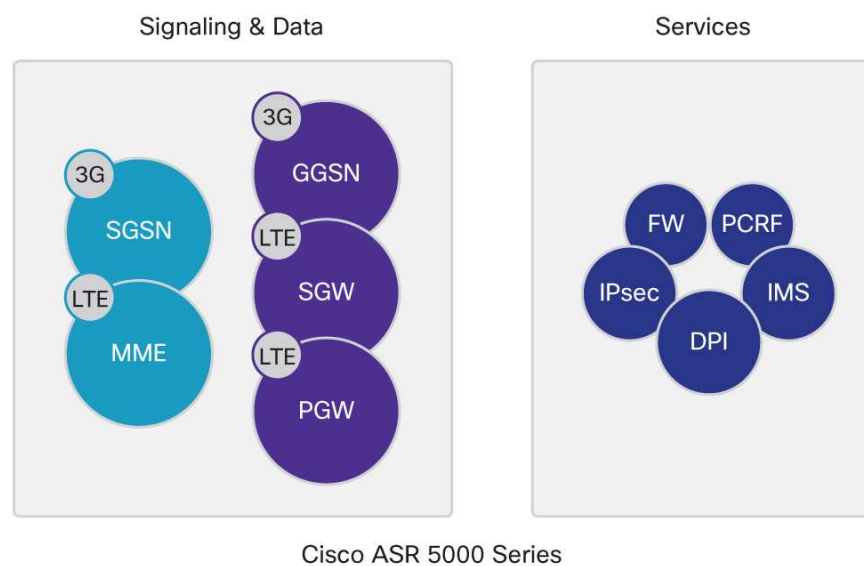 Signaling & Data
3G
SGSN
LTE
MME
3G
GGSN
LTE
SGW
LTE
PGW
Services
FW
PCRF
IPsec
IMS
DPI
Cisco ASR 5000 Series